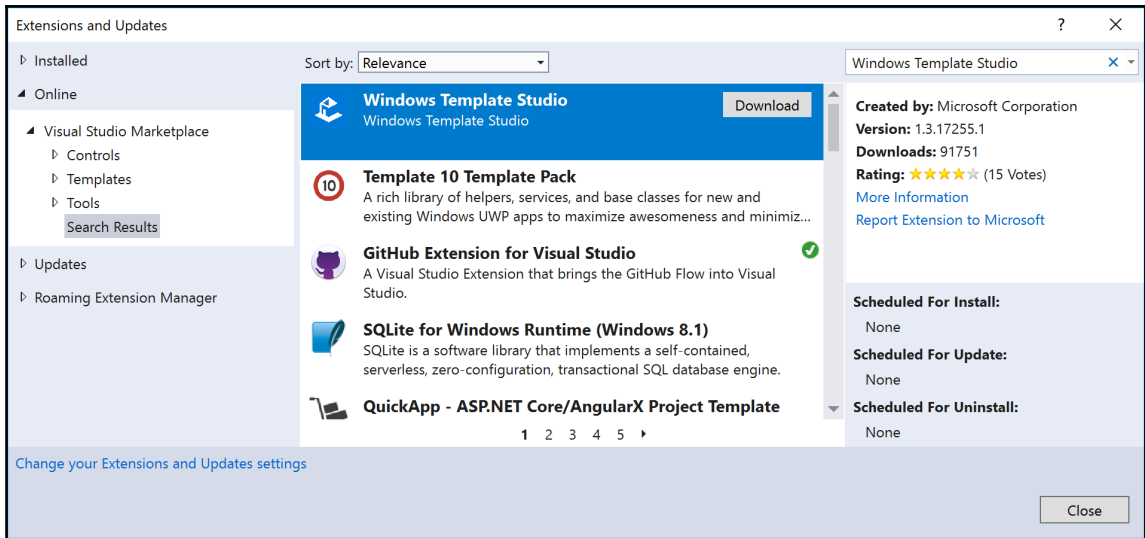 Extensions and Updates
?
Installed
Online
Visual Studio Marketplace
Controls
Templates
Tools
Search Results
Updates
Roaming Extension Manager
Sort by: Relevance
Windows Template Studio
Windows Template Studio
Download
10
Template 10 Template Pack
A rich library of helpers, services, and base classes for new and
existing Windows UWP apps to maximize awesomeness and minimiz...
GitHub Extension for Visual Studio
A Visual Studio Extension that brings the GitHub Flow into Visual
Studio.
SQLite for Windows Runtime (Windows 8.1)
SQLite is a software library that implements a self-contained,
serverless, zero-configuration, transactional SQL database engine.
QuickApp - ASP.NET Core/AngularX Project Template
1 2 3 4 5
Windows Template Studio
Created by: Microsoft Corporation
Version: 1.3.17255.1
Downloads: 91751
Rating: (15 Votes)
More Information
Report Extension to Microsoft
Scheduled For Install:
None
Scheduled For Update:
None
Scheduled For Uninstall:
None
Change your Extensions and Updates settings
Close